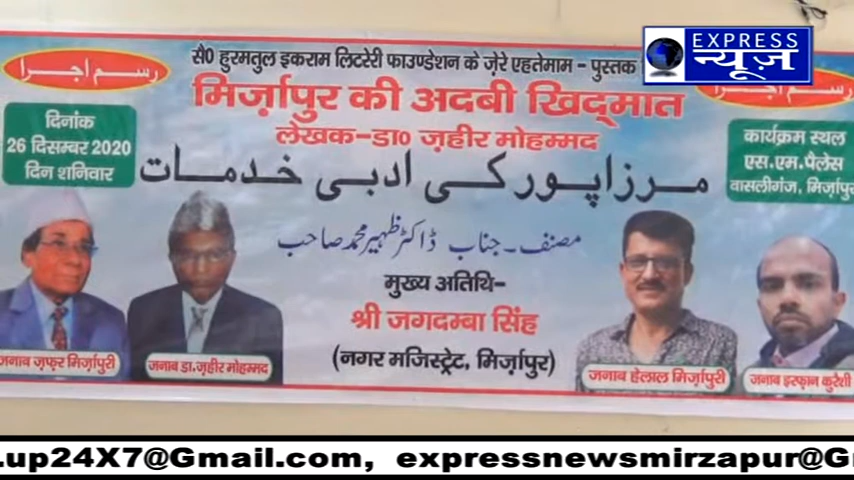 EXPRESS
न्यूज़
رسم اجرا
رسم اجرا
सै0 हुरमतुल इकराम लिटरेरी फाउण्डेशन के ज़ेरे एहतेमाम - पुस्तक
मिर्ज़ापुर की अदबी खिद्मात
लेखक-डा0 ज़हीर मोहम्मद
दिनांक
26 दिसम्बर 2020
दिन शनिवार
कार्यक्रम स्थल
एस.एम.पैलेस
वासलीगंज, मिर्ज़ापुर
مرزاپور کی ادبی خدمات
مصنف۔ جناب ڈاکٹر ظہیر محمد صاحب
मुख्य अतिथि-
श्री जगदम्बा सिंह
(नगर मजिस्ट्रेट, मिर्ज़ापुर)
जनाब ज़फ़र मिर्ज़ापुरी
जनाब डा.ज़हीर मोहम्मद
जनाब हेलाल मिर्ज़ापुरी
जनाब इरफ़ान कुरैशी
.up24X7@Gmail.com, expressnewsmirzapur@G